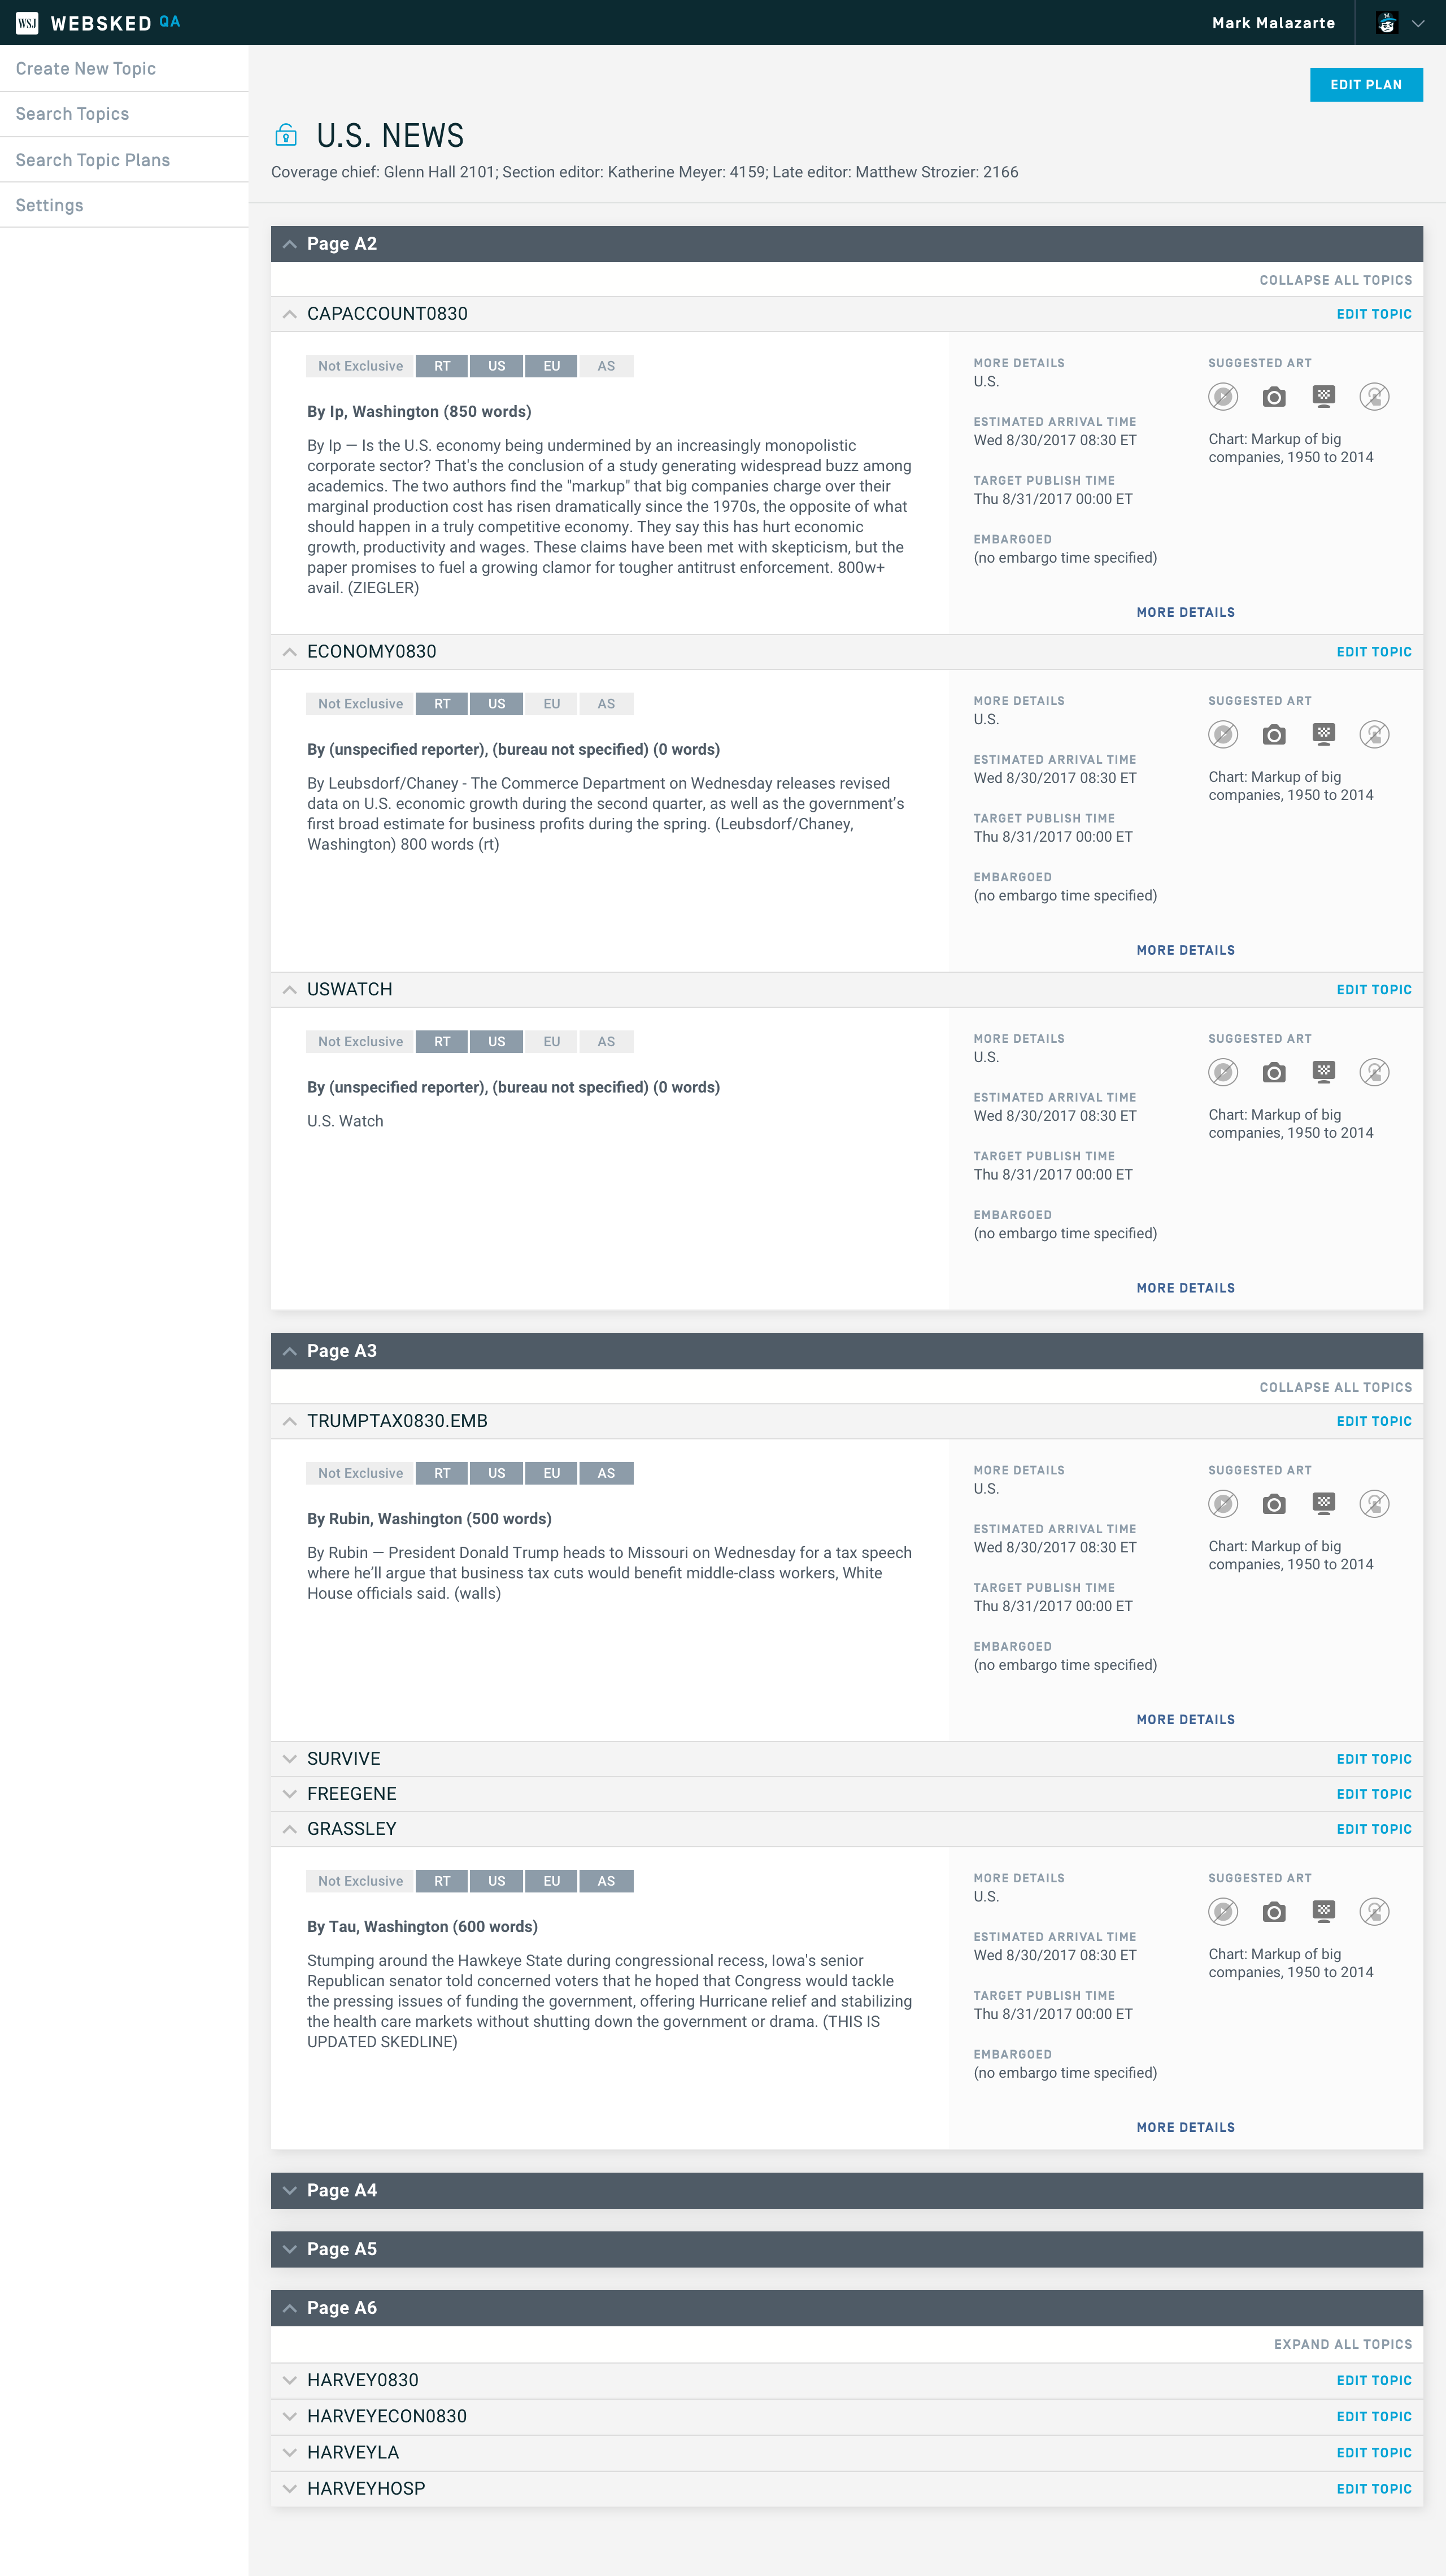 WSJ WEBSKED QA
Mark Malazarte
Create New Topic
Search Topics
Search Topic Plans
Settings
EDIT PLAN
U.S. NEWS
Coverage chief: Glenn Hall 2101; Section editor: Katherine Meyer: 4159; Late editor: Matthew Strozier: 2166
Page A2
COLLAPSE ALL TOPICS
CAPACCOUNT0830
EDIT TOPIC
Not Exclusive RT US EU AS
By Ip, Washington (850 words)
By Ip — Is the U.S. economy being undermined by an increasingly monopolistic
corporate sector? That's the conclusion of a study generating widespread buzz among
academics. The two authors find the "markup" that big companies charge over their
marginal production cost has risen dramatically since the 1970s, the opposite of what
should happen in a truly competitive economy. They say this has hurt economic
growth, productivity and wages. These claims have been met with skepticism, but the
paper promises to fuel a growing clamor for tougher antitrust enforcement. 800w+
avail. (ZIEGLER)
MORE DETAILS
U.S.
ESTIMATED ARRIVAL TIME
Wed 8/30/2017 08:30 ET
TARGET PUBLISH TIME
Thu 8/31/2017 00:00 ET
EMBARGOED
(no embargo time specified)
SUGGESTED ART
Chart: Markup of big
companies, 1950 to 2014
MORE DETAILS
ECONOMY0830
EDIT TOPIC
Not Exclusive RT US EU AS
By (unspecified reporter), (bureau not specified) (0 words)
By Leubsdorf/Chaney - The Commerce Department on Wednesday releases revised
data on U.S. economic growth during the second quarter, as well as the government’s
first broad estimate for business profits during the spring. (Leubsdorf/Chaney,
Washington) 800 words (rt)
MORE DETAILS
U.S.
ESTIMATED ARRIVAL TIME
Wed 8/30/2017 08:30 ET
TARGET PUBLISH TIME
Thu 8/31/2017 00:00 ET
EMBARGOED
(no embargo time specified)
SUGGESTED ART
Chart: Markup of big
companies, 1950 to 2014
MORE DETAILS
USWATCH
EDIT TOPIC
Not Exclusive RT US EU AS
By (unspecified reporter), (bureau not specified) (0 words)
U.S. Watch
MORE DETAILS
U.S.
ESTIMATED ARRIVAL TIME
Wed 8/30/2017 08:30 ET
TARGET PUBLISH TIME
Thu 8/31/2017 00:00 ET
EMBARGOED
(no embargo time specified)
SUGGESTED ART
Chart: Markup of big
companies, 1950 to 2014
MORE DETAILS
Page A3
COLLAPSE ALL TOPICS
TRUMPTAX0830.EMB
EDIT TOPIC
Not Exclusive RT US EU AS
By Rubin, Washington (500 words)
By Rubin — President Donald Trump heads to Missouri on Wednesday for a tax speech
where he’ll argue that business tax cuts would benefit middle-class workers, White
House officials said. (walls)
MORE DETAILS
U.S.
ESTIMATED ARRIVAL TIME
Wed 8/30/2017 08:30 ET
TARGET PUBLISH TIME
Thu 8/31/2017 00:00 ET
EMBARGOED
(no embargo time specified)
SUGGESTED ART
Chart: Markup of big
companies, 1950 to 2014
MORE DETAILS
SURVIVE
EDIT TOPIC
FREEGENE
EDIT TOPIC
GRASSLEY
EDIT TOPIC
Not Exclusive RT US EU AS
By Tau, Washington (600 words)
Stumping around the Hawkeye State during congressional recess, Iowa's senior
Republican senator told concerned voters that he hoped that Congress would tackle
the pressing issues of funding the government, offering Hurricane relief and stabilizing
the health care markets without shutting down the government or drama. (THIS IS
UPDATED SKEDLINE)
MORE DETAILS
U.S.
ESTIMATED ARRIVAL TIME
Wed 8/30/2017 08:30 ET
TARGET PUBLISH TIME
Thu 8/31/2017 00:00 ET
EMBARGOED
(no embargo time specified)
SUGGESTED ART
Chart: Markup of big
companies, 1950 to 2014
MORE DETAILS
Page A4
Page A5
Page A6
EXPAND ALL TOPICS
HARVEY0830
EDIT TOPIC
HARVEYECON0830
EDIT TOPIC
HARVEYLA
EDIT TOPIC
HARVEYHOSP
EDIT TOPIC